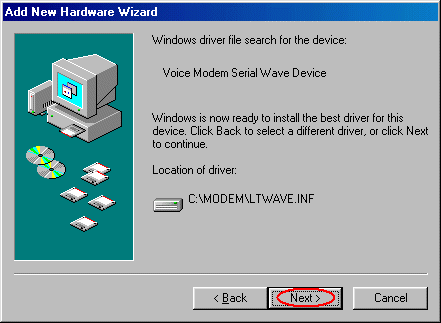 Add New Hardware Wizard
Windows driver file search for the device:
Voice Modem Serial Wave Device
Windows is now ready to install the best driver for this
device. Click Back to select a different driver, or click Next
to continue.
Location of driver:
C:\MODEM\LTWAVE.INF
< Back
Next >
Cancel